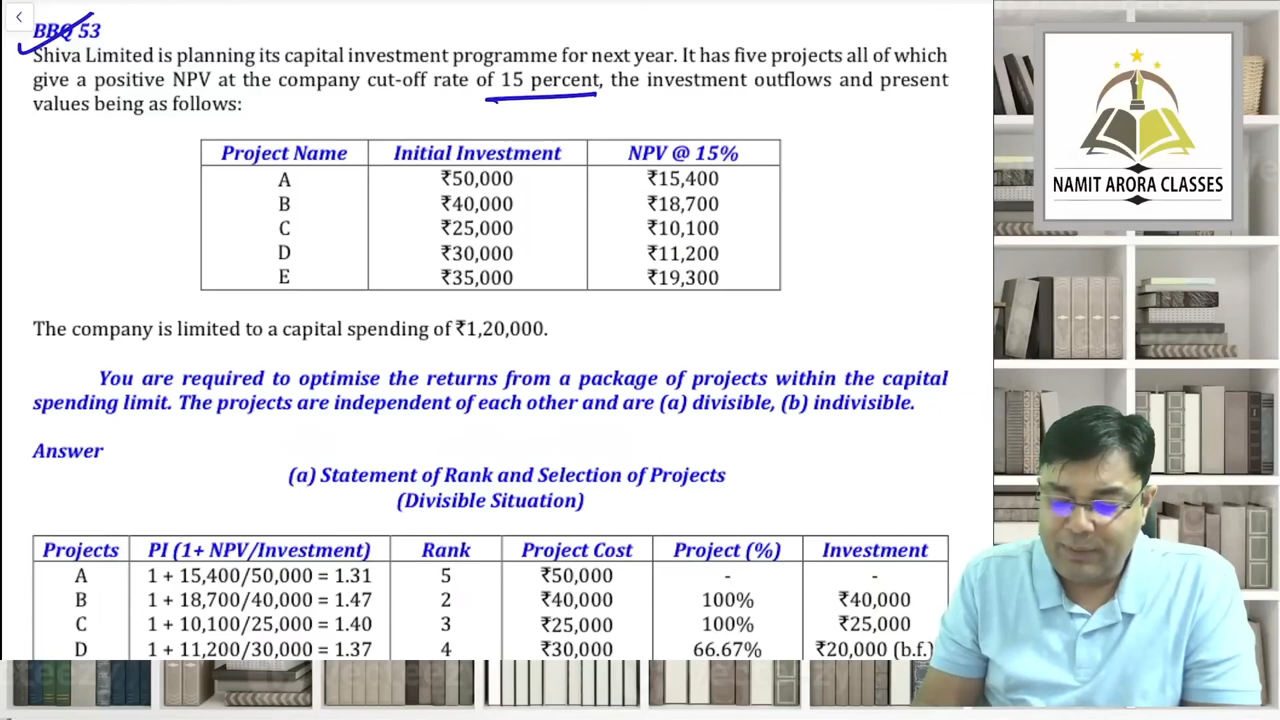 BBQ 53
Shiva Limited is planning its capital investment programme for next year. It has five projects all of which
give a positive NPV at the company cut-off rate of 15 percent, the investment outflows and present
values being as follows:
Project Name Initial Investment NPV @ 15%
A ₹50,000 ₹15,400
B ₹40,000 ₹18,700
C ₹25,000 ₹10,100
D ₹30,000 ₹11,200
E ₹35,000 ₹19,300
The company is limited to a capital spending of ₹1,20,000.
You are required to optimise the returns from a package of projects within the capital
spending limit. The projects are independent of each other and are (a) divisible, (b) indivisible.
Answer
(a) Statement of Rank and Selection of Projects
(Divisible Situation)
Projects PI (1+ NPV/Investment) Rank Project Cost Project (%) Investment
A 1 + 15,400/50,000 = 1.31 5 ₹50,000 - -
B 1 + 18,700/40,000 = 1.47 2 ₹40,000 100% ₹40,000
C 1 + 10,100/25,000 = 1.40 3 ₹25,000 100% ₹25,000
D 1 + 11,200/30,000 = 1.37 4 ₹30,000 66.67% ₹20,000 (b.f.)
NAMIT ARORA CLASSES